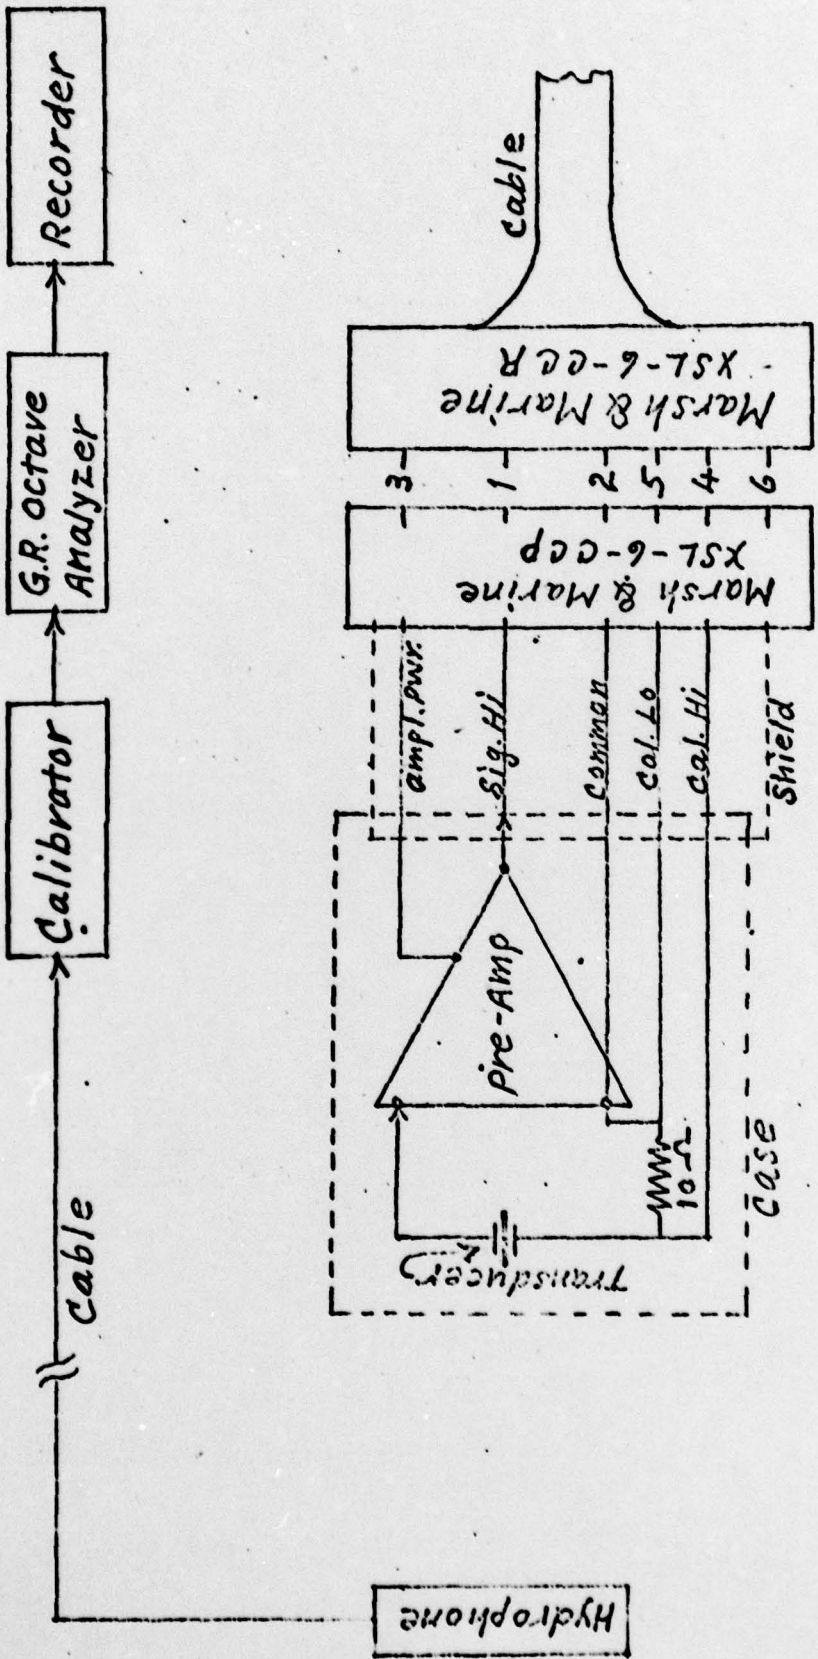 Hydrophone
Cable
Calibrator
G.R. Octave
Analyzer
Recorder
Transducer
Pre-Amp
10 Ω
Case
ampl. Pwr.
Sig. Hi
Common
Cal. Lo
Cal. Hi
Shield
Marsh & Marine
XSL-6-CCP
3
1
2
5
4
6
Marsh & Marine
XSL-6-CCR
Cable